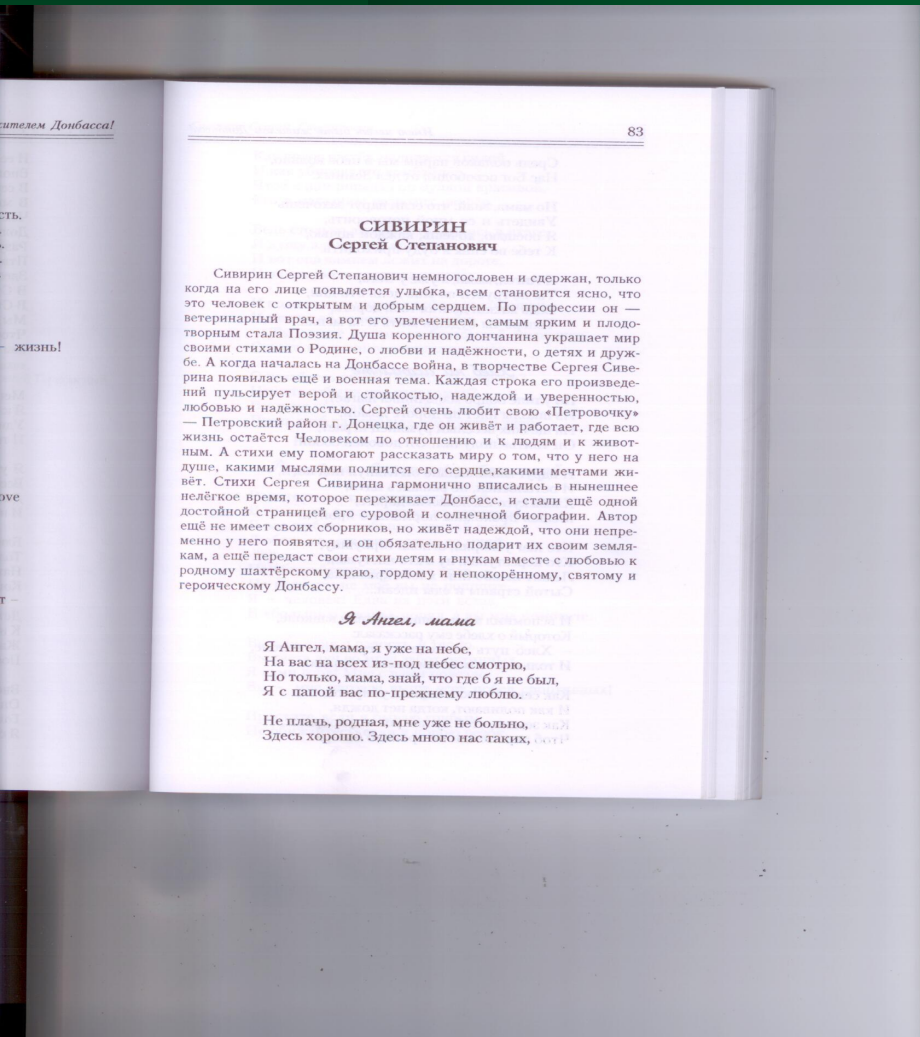 жителем Донбасса!
сть.
– жизнь!
ove
т –
83
СИВИРИН
Сергей Степанович
Сивирин Сергей Степанович немногословен и сдержан, только
когда на его лице появляется улыбка, всем становится ясно, что
это человек с открытым и добрым сердцем. По профессии он —
ветеринарный врач, а вот его увлечением, самым ярким и плодо-
творным стала Поэзия. Душа коренного дончанина украшает мир
своими стихами о Родине, о любви и надёжности, о детях и друж-
бе. А когда началась на Донбассе война, в творчестве Сергея Сиве-
рина появилась ещё и военная тема. Каждая строка его произведе-
ний пульсирует верой и стойкостью, надеждой и уверенностью,
любовью и надёжностью. Сергей очень любит свою «Петровочку»
— Петровский район г. Донецка, где он живёт и работает, где всю
жизнь остаётся Человеком по отношению и к людям и к живот-
ным. А стихи ему помогают рассказать миру о том, что у него на
душе, какими мыслями полнится его сердце,какими мечтами жи-
вёт. Стихи Сергея Сивирина гармонично вписались в нынешнее
нелёгкое время, которое переживает Донбасс, и стали ещё одной
достойной страницей его суровой и солнечной биографии. Автор
ещё не имеет своих сборников, но живёт надеждой, что они непре-
менно у него появятся, и он обязательно подарит их своим земля-
кам, а ещё передаст свои стихи детям и внукам вместе с любовью к
родному шахтёрскому краю, гордому и непокорённому, святому и
героическому Донбассу.
Я Ангел, мама
Я Ангел, мама, я уже на небе,
На вас на всех из-под небес смотрю,
Но только, мама, знай, что где б я не был,
Я с папой вас по-прежнему люблю.
Не плачь, родная, мне уже не больно,
Здесь хорошо. Здесь много нас таких,